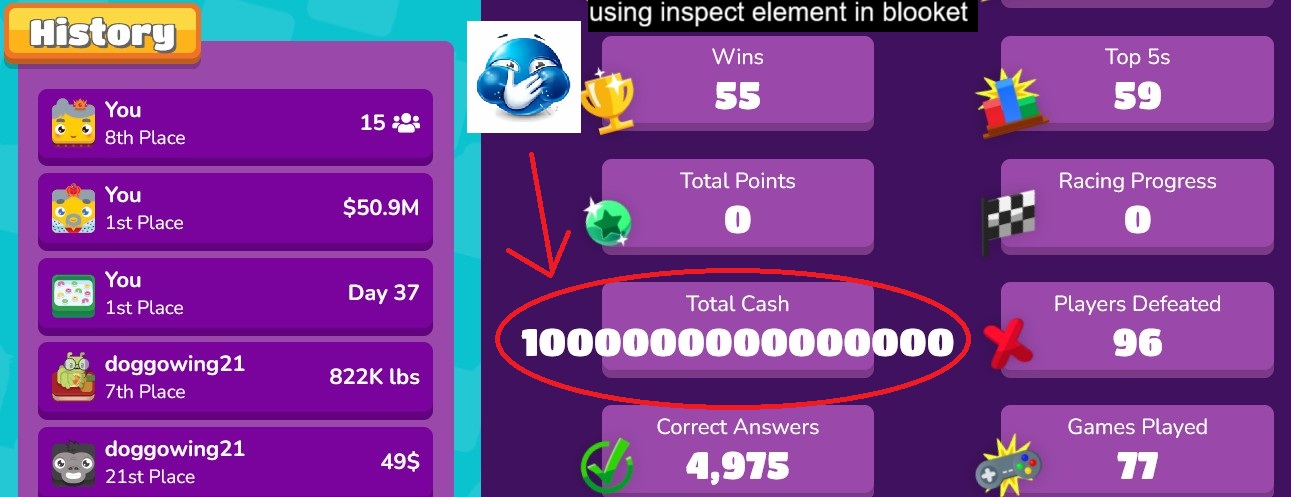 History
You
8th Place
15
You
1st Place
$50.9M
You
1st Place
Day 37
doggowing21
7th Place
822K lbs
doggowing21
21st Place
49$
using inspect element in blooket
Wins
55
Top 5s
59
Total Points
0
Racing Progress
0
Total Cash
1000000000000000
Players Defeated
96
Correct Answers
4,975
Games Played
77